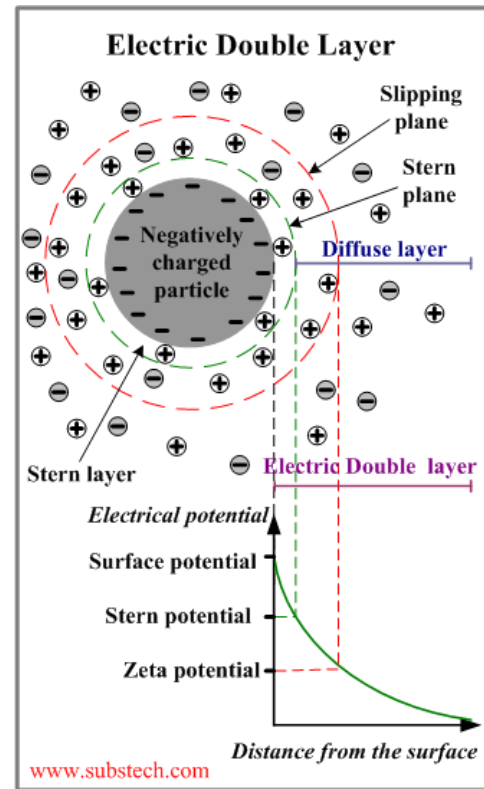 Electric Double Layer
Slipping
plane
Stern
plane
Negatively
charged
particle
Diffuse layer
Stern layer
Electric Double layer
Electrical potential
Surface potential
Stern potential
Zeta potential
Distance from the surface
www.substech.com